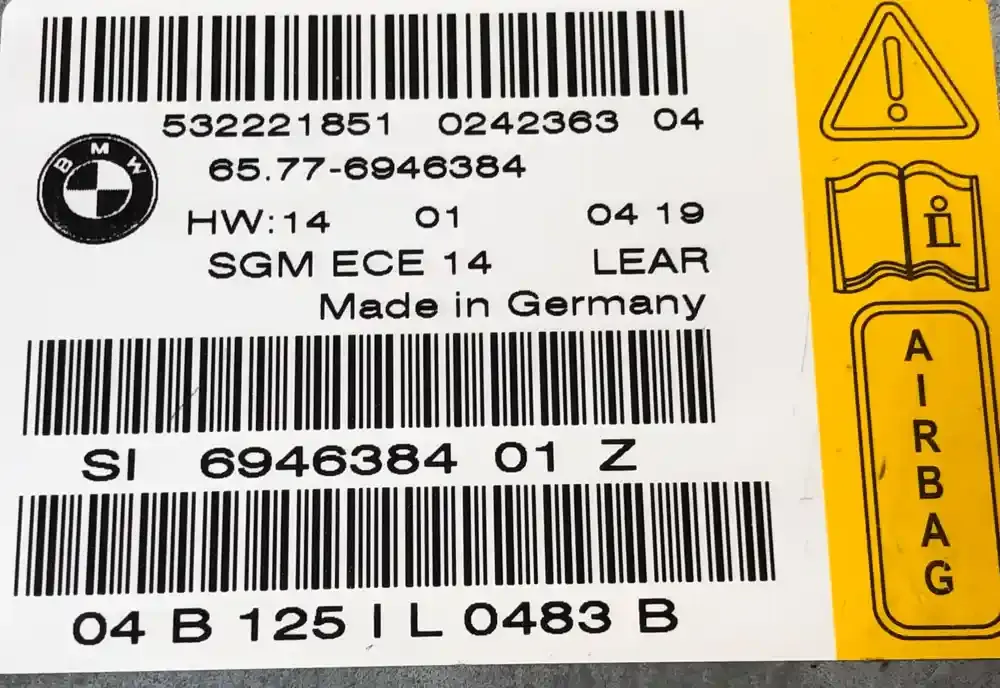 532221851 0242363 04
BMW
65.77-6946384
HW:14 01 04 19
SGM ECE 14 LEAR
Made in Germany
SI 6946384 01 Z
04 B 125 I L 0483 B
i
AIRBAG